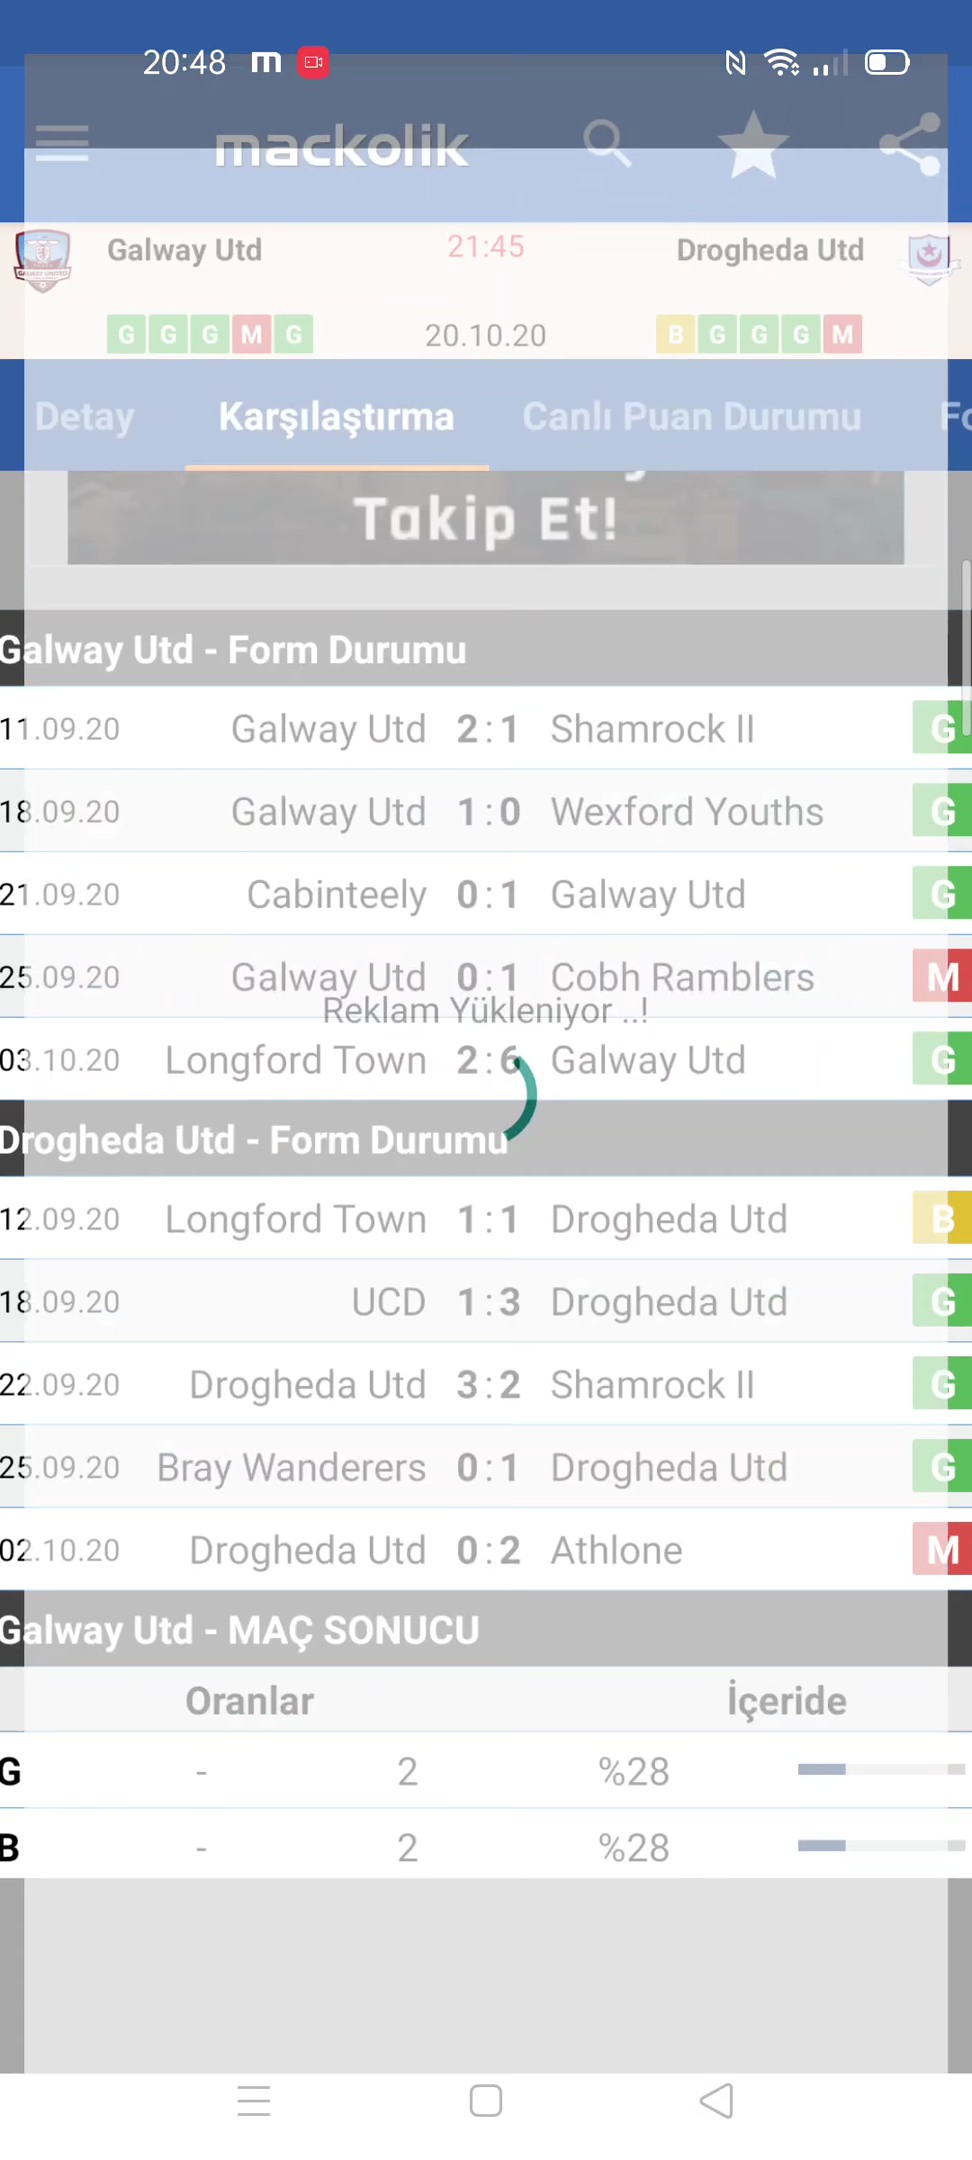 20:48 m
mackolik
Galway Utd 21:45 Drogheda Utd
G G G M G 20.10.20 B G G G M
Detay Karşılaştırma Canlı Puan Durumu Fo
Takip Et!
Galway Utd - Form Durumu
11.09.20 Galway Utd 2:1 Shamrock II G
18.09.20 Galway Utd 1:0 Wexford Youths G
21.09.20 Cabinteely 0:1 Galway Utd G
25.09.20 Galway Utd 0:1 Cobh Ramblers M
Reklam Yükleniyor ..!
03.10.20 Longford Town 2:6 Galway Utd G
Drogheda Utd - Form Durumu
12.09.20 Longford Town 1:1 Drogheda Utd B
18.09.20 UCD 1:3 Drogheda Utd G
22.09.20 Drogheda Utd 3:2 Shamrock II G
25.09.20 Bray Wanderers 0:1 Drogheda Utd G
02.10.20 Drogheda Utd 0:2 Athlone M
Galway Utd - MAÇ SONUCU
Oranlar İçeride
G - 2 %28
B - 2 %28